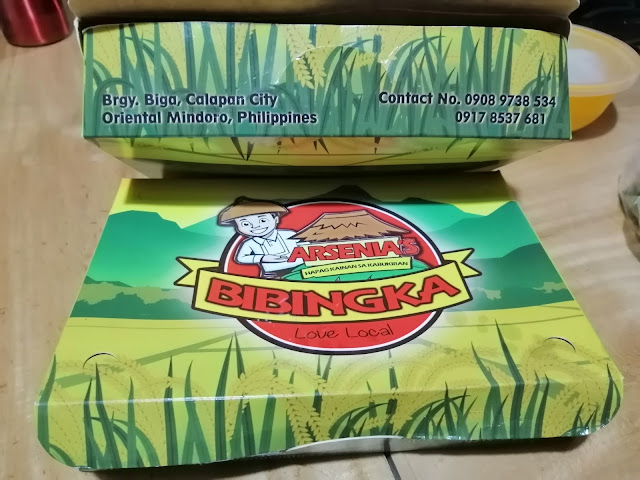 Brgy. Biga, Calapan City
Oriental Mindoro, Philippines
Contact No. 0908 9738 534
0917 8537 681
ARSENIA'S
HAPAG KAINAN SA KABUKIRAN
BIBINGKA
Love Local